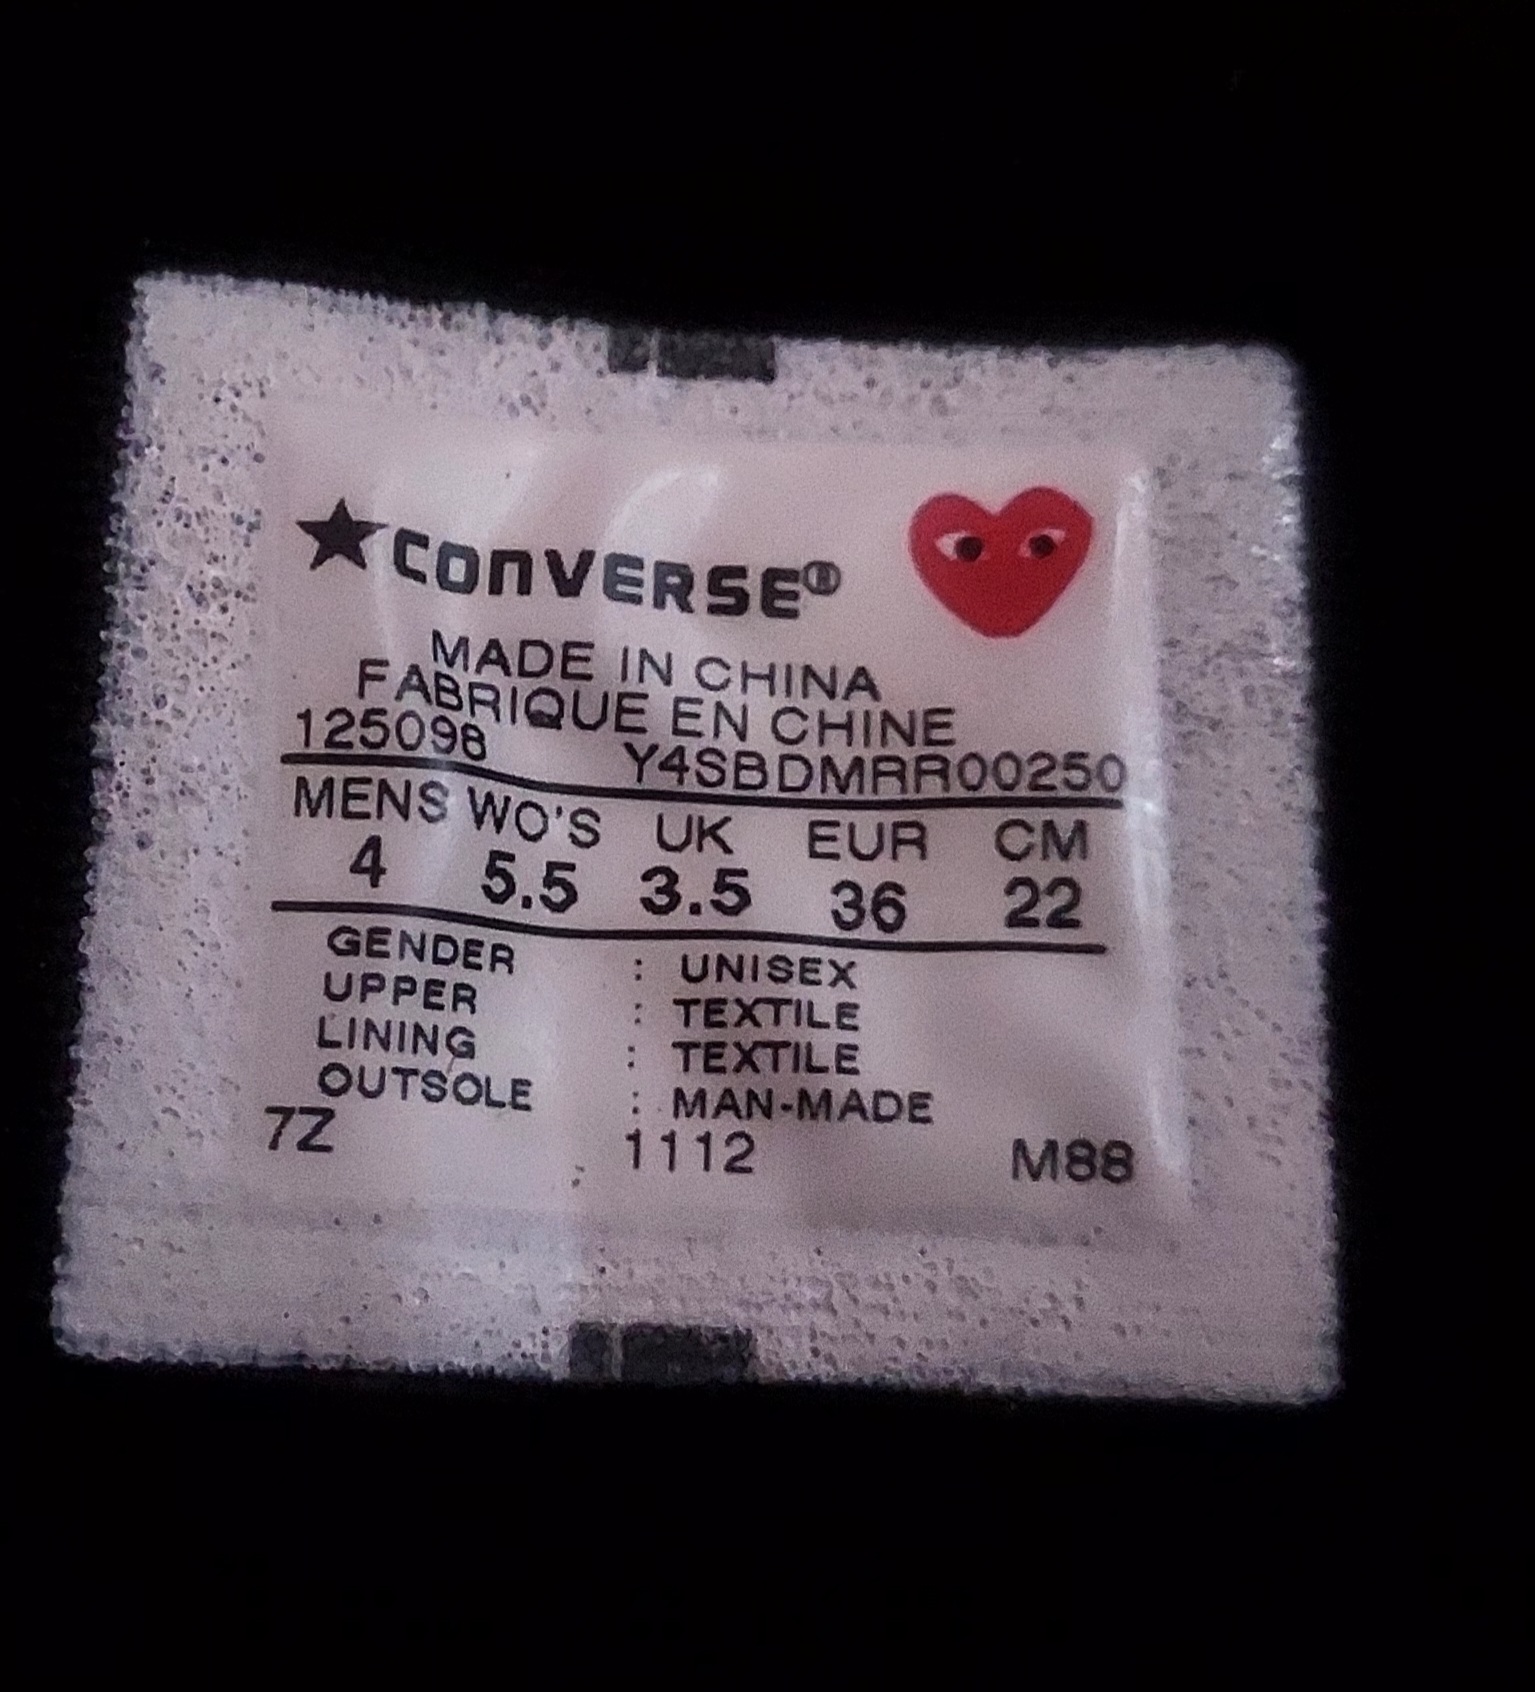 ★CONVERSE®
MADE IN CHINA
FABRIQUE EN CHINE
125098 Y4SBDMRR00250
MENS WO'S UK EUR CM
4 5.5 3.5 36 22
GENDER : UNISEX
UPPER : TEXTILE
LINING : TEXTILE
OUTSOLE : MAN-MADE
7Z 1112 M88